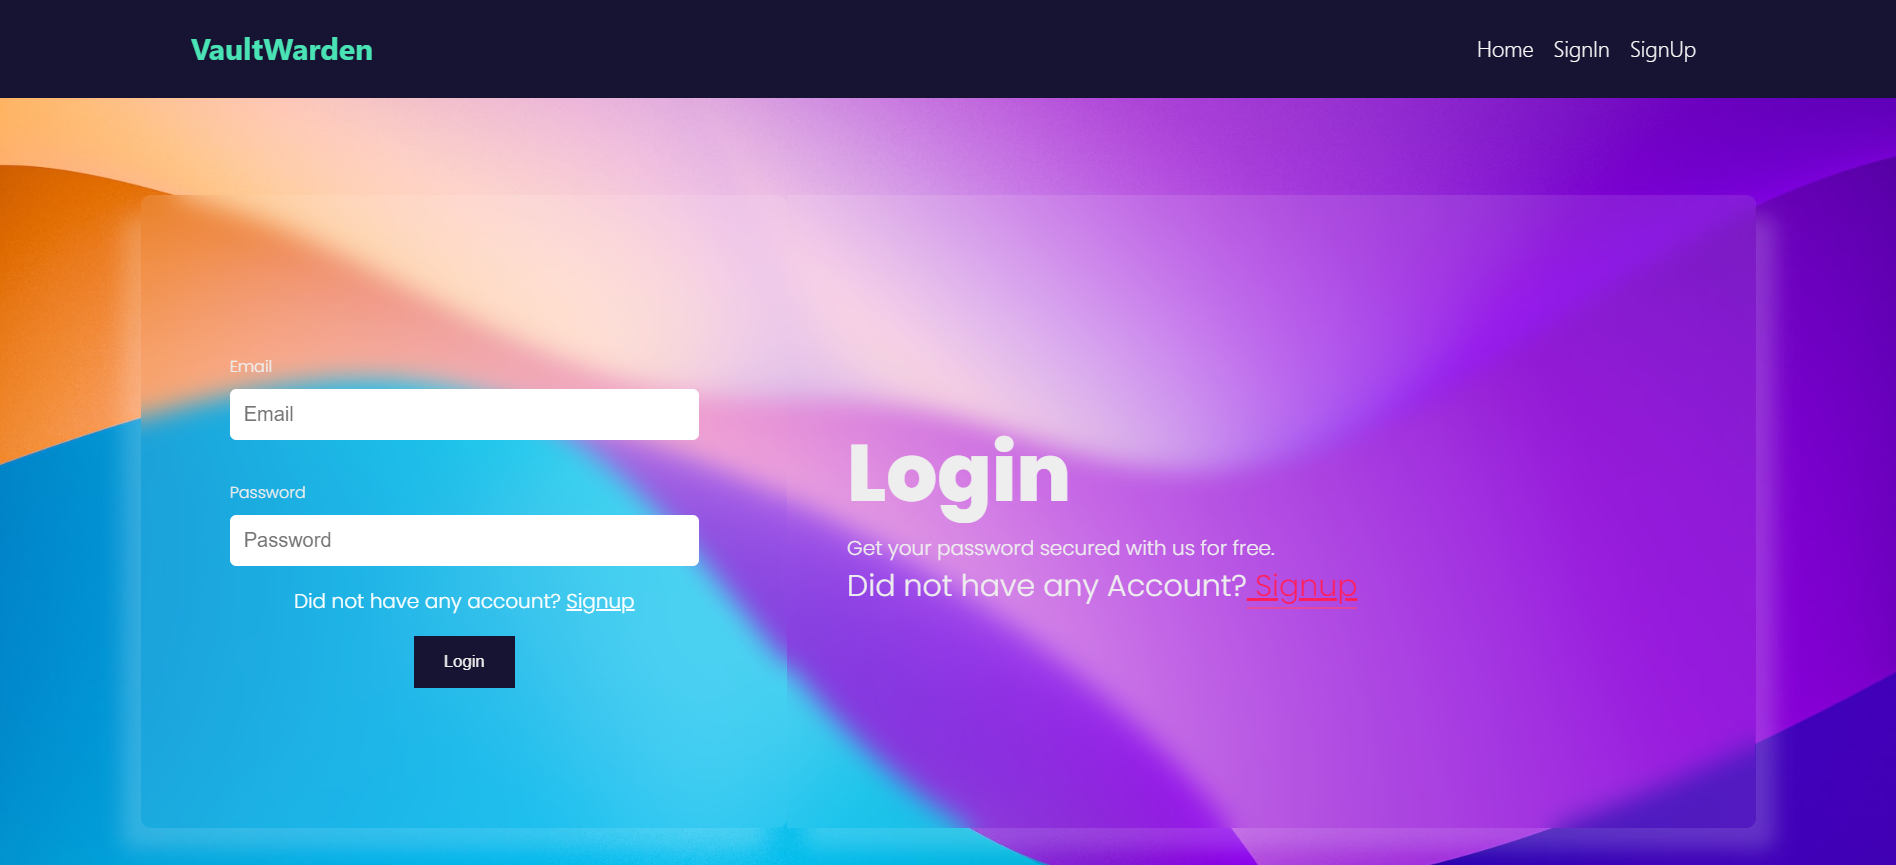 VaultWarden
Home SignIn SignUp
Email
Email
Password
Password
Did not have any account? Signup
Login
Login
Get your password secured with us for free.
Did not have any Account? Signup